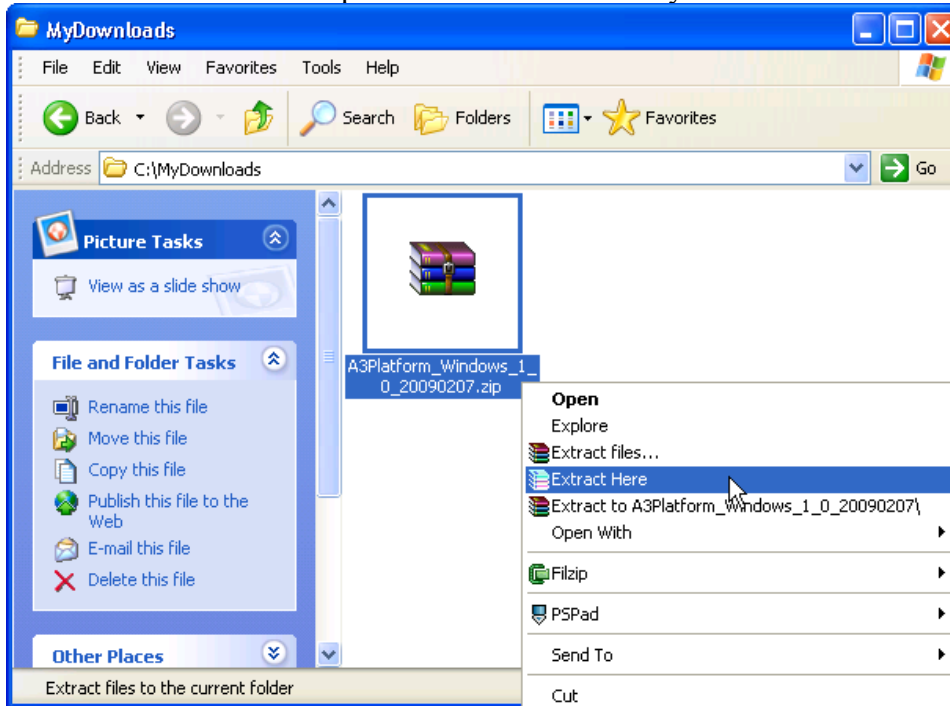 MyDownloads
File Edit View Favorites Tools Help
Back Search Folders Favorites
Address C:\MyDownloads Go
Picture Tasks
View as a slide show
File and Folder Tasks
Rename this file
Move this file
Copy this file
Publish this file to the
Web
E-mail this file
Delete this file
Other Places
A3Platform_Windows_1_
0_20090207.zip
Open
Explore
Extract files...
Extract Here
Extract to A3Platform_Windows_1_0_20090207\
Open With
Filzip
PSPad
Send To
Cut
Extract files to the current folder